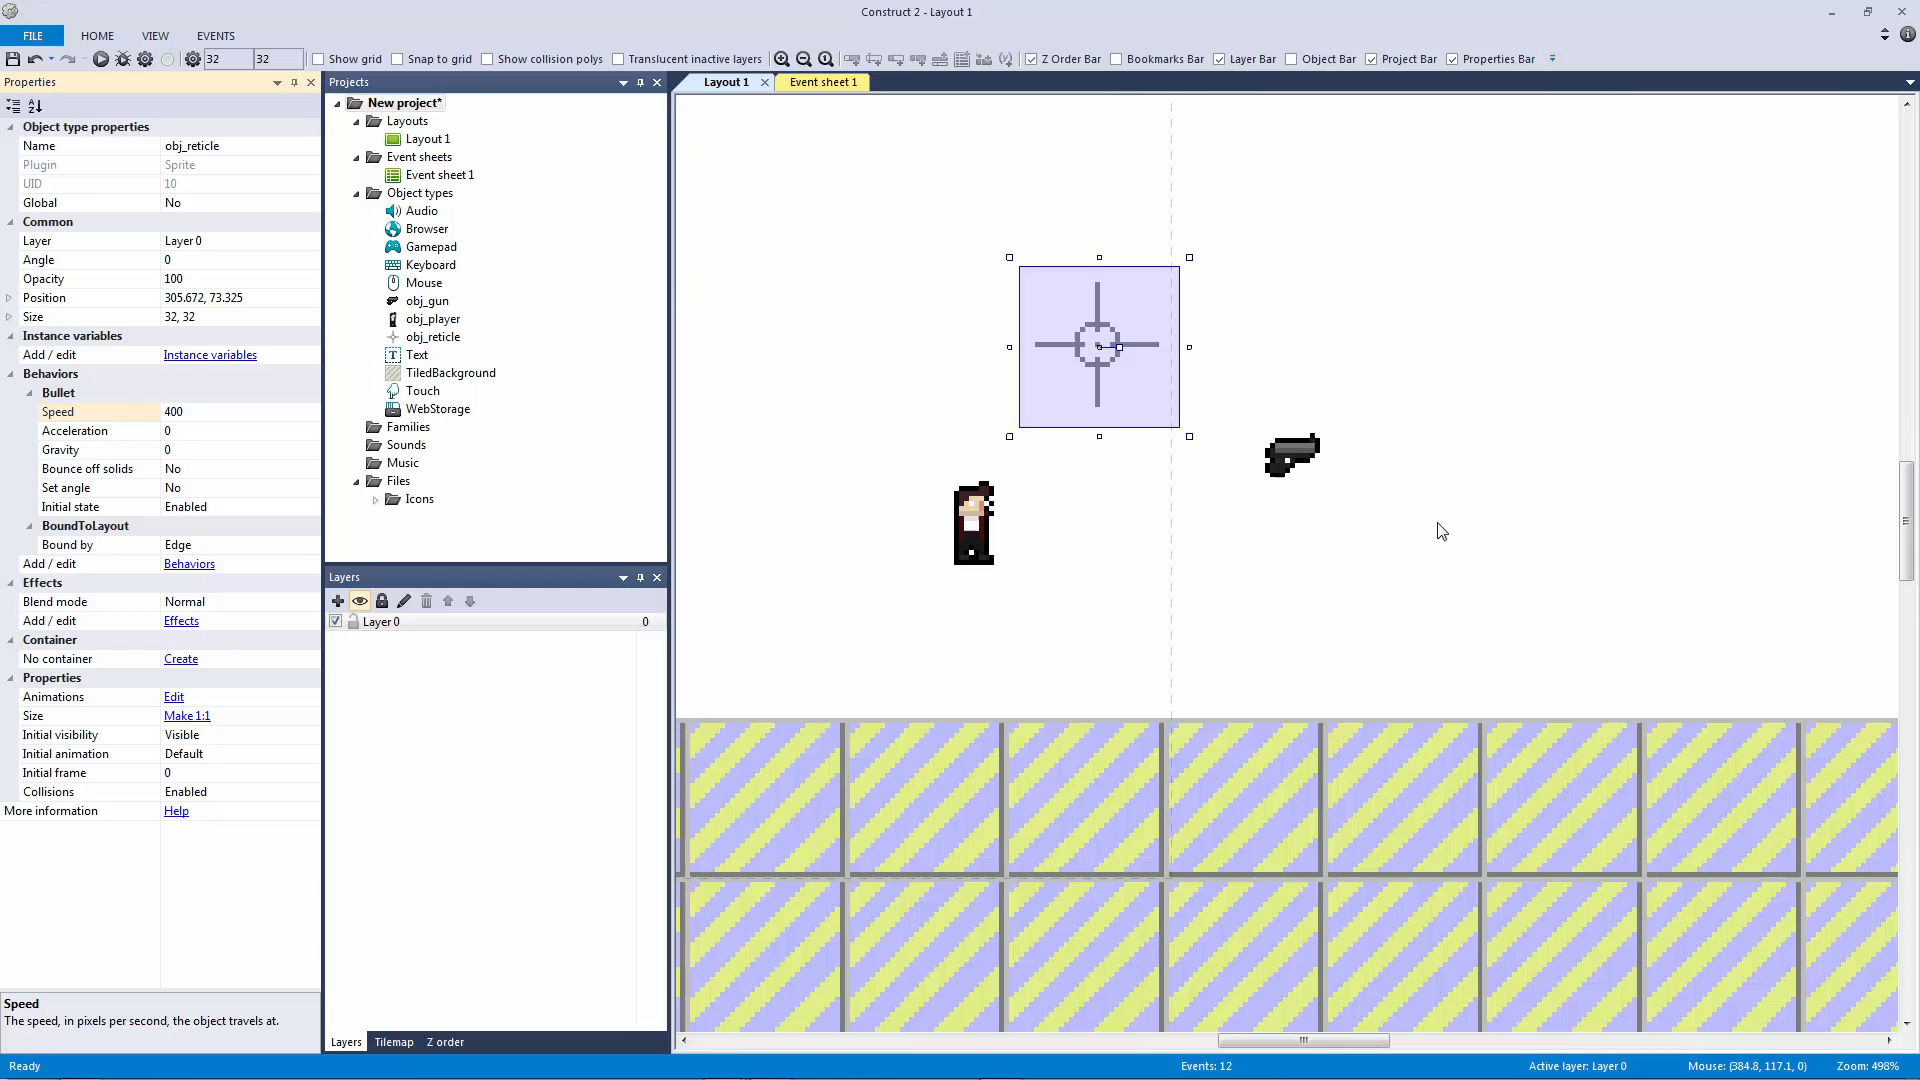 Construct 2 - Layout 1
FILE HOME VIEW EVENTS
32 32 Show grid Snap to grid Show collision polys Translucent inactive layers Z Order Bar Bookmarks Bar Layer Bar Object Bar Project Bar Properties Bar
Properties
Object type properties
Name obj_reticle
Plugin Sprite
UID 10
Global No
Common
Layer Layer 0
Angle 0
Opacity 100
Position 305.672, 73.325
Size 32, 32
Instance variables
Add / edit Instance variables
Behaviors
Bullet
Speed 400
Acceleration 0
Gravity 0
Bounce off solids No
Set angle No
Initial state Enabled
BoundToLayout
Bound by Edge
Add / edit Behaviors
Effects
Blend mode Normal
Add / edit Effects
Container
No container Create
Properties
Animations Edit
Size Make 1:1
Initial visibility Visible
Initial animation Default
Initial frame 0
Collisions Enabled
More information Help
Speed
The speed, in pixels per second, the object travels at.
Projects
New project*
Layouts
Layout 1
Event sheets
Event sheet 1
Object types
Audio
Browser
Gamepad
Keyboard
Mouse
obj_gun
obj_player
obj_reticle
Text
TiledBackground
Touch
WebStorage
Families
Sounds
Music
Files
Icons
Layers
Layer 0 0
Layers Tilemap Z order
Layout 1 Event sheet 1
Ready Events: 12 Active layer: Layer 0 Mouse: (384.8, 117.1, 0) Zoom: 498%